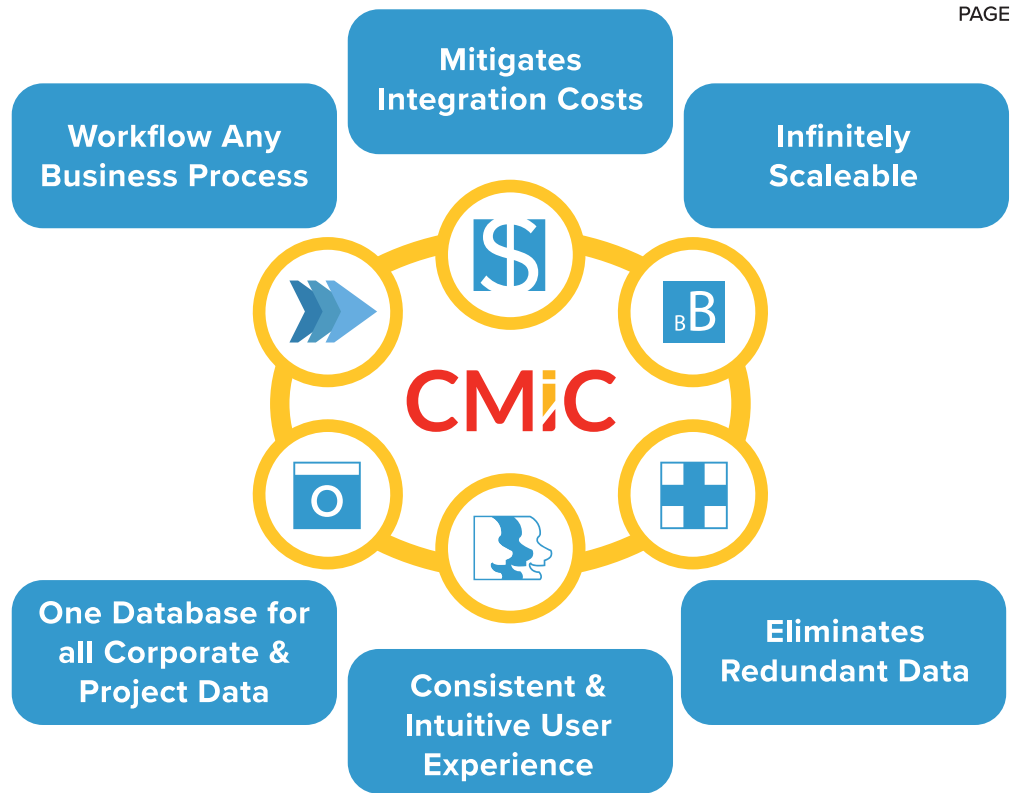 PAGE
Mitigates
Integration Costs
Workflow Any
Business Process
Infinitely
Scaleable
$
B B
CMiC
O
One Database for
all Corporate &
Project Data
Eliminates
Redundant Data
Consistent &
Intuitive User
Experience